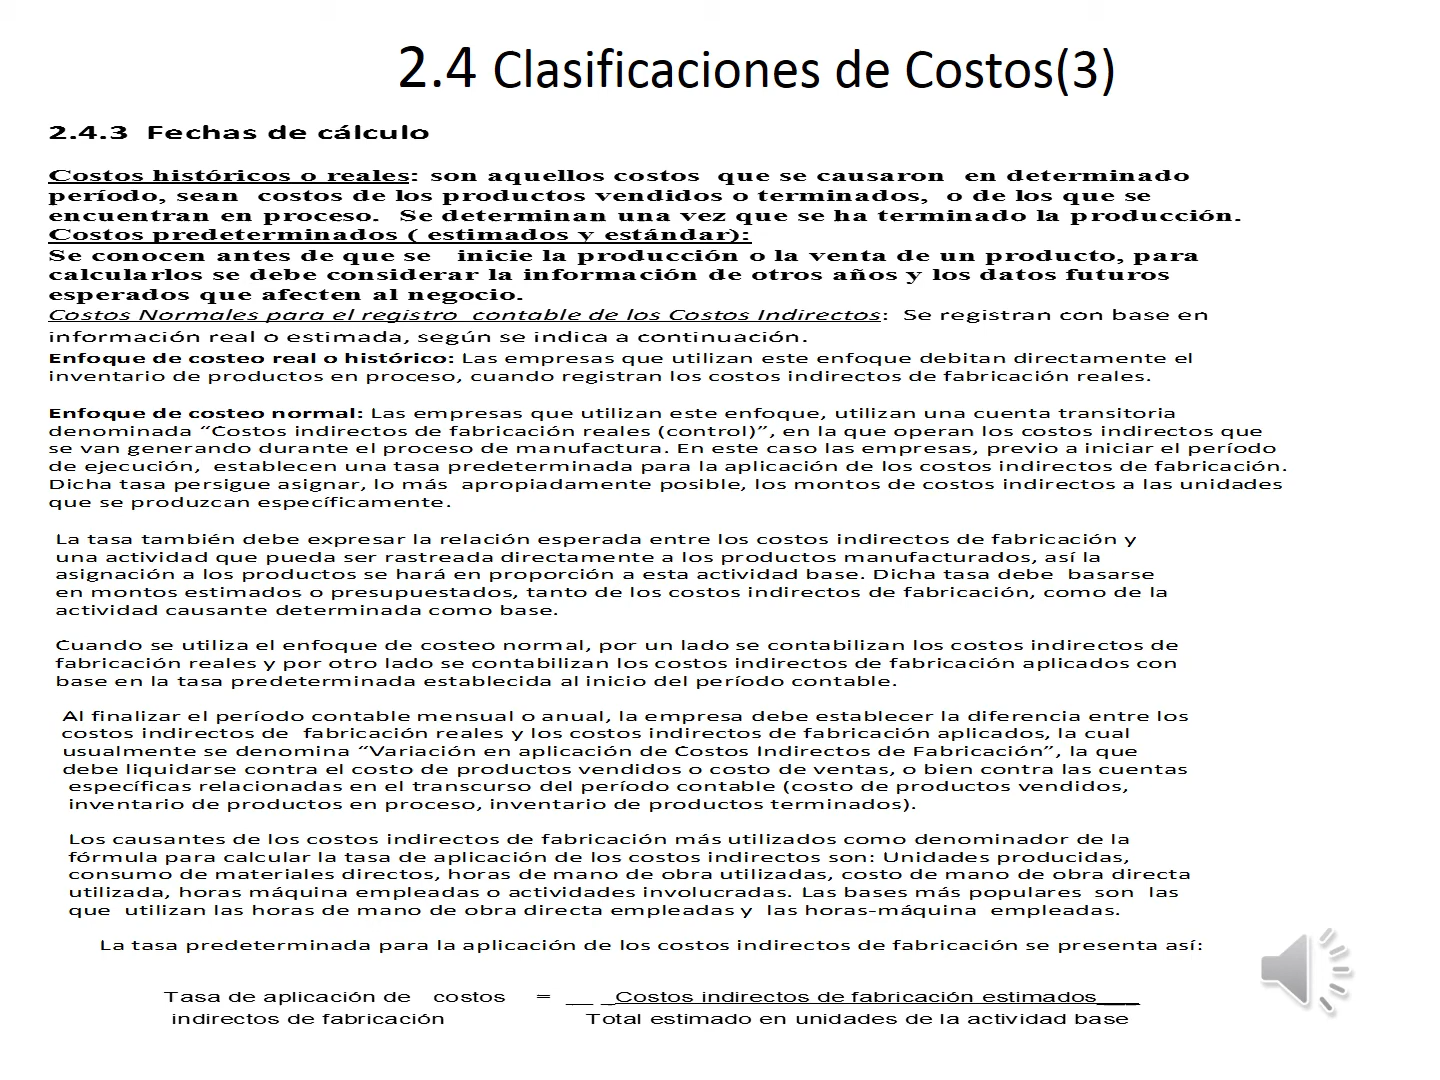 2.4 Clasificaciones de Costos(3)
2.4.3 Fechas de cálculo
Costos históricos o reales: son aquellos costos que se causaron en determinado
período, sean costos de los productos vendidos o terminados, o de los que se
encuentran en proceso. Se determinan una vez que se ha terminado la producción.
Costos predeterminados ( estimados y estándar):
Se conocen antes de que se inicie la producción o la venta de un producto, para
calcularlos se debe considerar la información de otros años y los datos futuros
esperados que afecten al negocio.
Costos Normales para el registro contable de los Costos Indirectos: Se registran con base en
información real o estimada, según se indica a continuación.
Enfoque de costeo real o histórico: Las empresas que utilizan este enfoque debitan directamente el
inventario de productos en proceso, cuando registran los costos indirectos de fabricación reales.
Enfoque de costeo normal: Las empresas que utilizan este enfoque, utilizan una cuenta transitoria
denominada “Costos indirectos de fabricación reales (control)”, en la que operan los costos indirectos que
se van generando durante el proceso de manufactura. En este caso las empresas, previo a iniciar el período
de ejecución, establecen una tasa predeterminada para la aplicación de los costos indirectos de fabricación.
Dicha tasa persigue asignar, lo más apropiadamente posible, los montos de costos indirectos a las unidades
que se produzcan específicamente.
La tasa también debe expresar la relación esperada entre los costos indirectos de fabricación y
una actividad que pueda ser rastreada directamente a los productos manufacturados, así la
asignación a los productos se hará en proporción a esta actividad base. Dicha tasa debe basarse
en montos estimados o presupuestados, tanto de los costos indirectos de fabricación, como de la
actividad causante determinada como base.
Cuando se utiliza el enfoque de costeo normal, por un lado se contabilizan los costos indirectos de
fabricación reales y por otro lado se contabilizan los costos indirectos de fabricación aplicados con
base en la tasa predeterminada establecida al inicio del período contable.
Al finalizar el período contable mensual o anual, la empresa debe establecer la diferencia entre los
costos indirectos de fabricación reales y los costos indirectos de fabricación aplicados, la cual
usualmente se denomina “Variación en aplicación de Costos Indirectos de Fabricación”, la que
debe liquidarse contra el costo de productos vendidos o costo de ventas, o bien contra las cuentas
específicas relacionadas en el transcurso del período contable (costo de productos vendidos,
inventario de productos en proceso, inventario de productos terminados).
Los causantes de los costos indirectos de fabricación más utilizados como denominador de la
fórmula para calcular la tasa de aplicación de los costos indirectos son: Unidades producidas,
consumo de materiales directos, horas de mano de obra utilizadas, costo de mano de obra directa
utilizada, horas máquina empleadas o actividades involucradas. Las bases más populares son las
que utilizan las horas de mano de obra directa empleadas y las horas-máquina empleadas.
La tasa predeterminada para la aplicación de los costos indirectos de fabricación se presenta así:
Tasa de aplicación de costos = __ _Costos indirectos de fabricación estimados___
indirectos de fabricación Total estimado en unidades de la actividad base